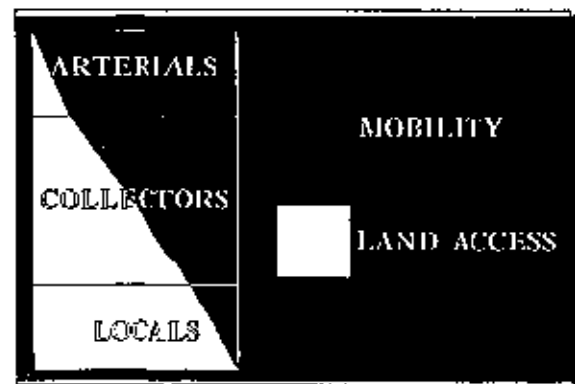 ARTERIALS
MOBILITY
COLLECTORS
LAND ACCESS
LOCALS